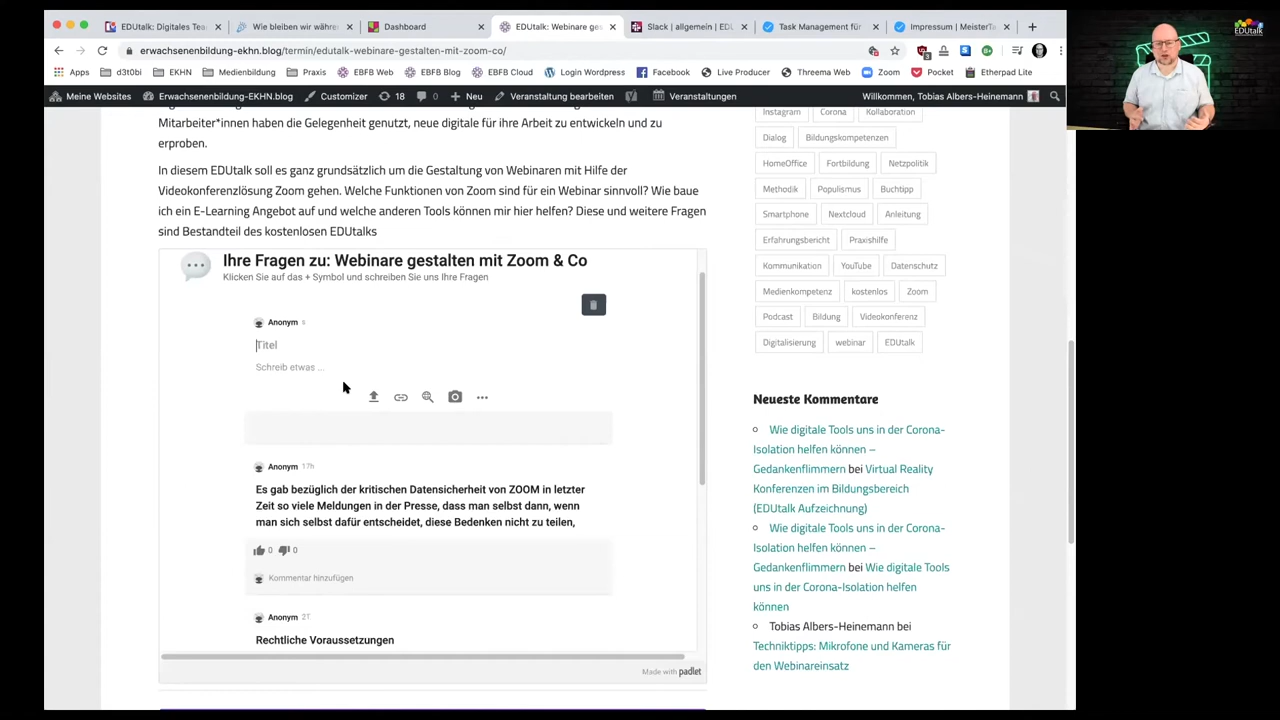 EDUtalk: Digitales Tea
Wie bleiben wir währe
Dashboard
EDUtalk: Webinare ges
Slack | allgemein | EDU
Task Management für
Impressum | MeisterTa
erwachsenenbildung-ekhn.blog/termin/edutalk-webinare-gestalten-mit-zoom-co/
Apps
d3t0bi
EKHN
Medienbildung
Praxis
EBFB Web
EBFB Blog
EBFB Cloud
Login Wordpress
Facebook
Live Producer
Threema Web
Zoom
Pocket
Etherpad Lite
Meine Websites
Erwachsenenbildung-EKHN.blog
Customizer
18
0
Neu
Veranstaltung bearbeiten
Veranstaltungen
Willkommen, Tobias Albers-Heinemann
Mitarbeiter*innen haben die Gelegenheit genutzt, neue digitale für ihre Arbeit zu entwickeln und zu
erproben.
In diesem EDUtalk soll es ganz grundsätzlich um die Gestaltung von Webinaren mit Hilfe der
Videokonferenzlösung Zoom gehen. Welche Funktionen von Zoom sind für ein Webinar sinnvoll? Wie baue
ich ein E-Learning Angebot auf und welche anderen Tools können mir hier helfen? Diese und weitere Fragen
sind Bestandteil des kostenlosen EDUtalks
Ihre Fragen zu: Webinare gestalten mit Zoom & Co
Klicken Sie auf das + Symbol und schreiben Sie uns Ihre Fragen
Anonym s
Titel
Schreib etwas ...
Anonym 17h
Es gab bezüglich der kritischen Datensicherheit von ZOOM in letzter
Zeit so viele Meldungen in der Presse, dass man selbst dann, wenn
man sich selbst dafür entscheidet, diese Bedenken nicht zu teilen,
0 0
Kommentar hinzufügen
Anonym 2T
Rechtliche Voraussetzungen
Made with padlet
Instagram Corona Kollaboration
Dialog Bildungskompetenzen
HomeOffice Fortbildung Netzpolitik
Methodik Populismus Buchtipp
Smartphone Nextcloud Anleitung
Erfahrungsbericht Praxishilfe
Kommunikation YouTube Datenschutz
Medienkompetenz kostenlos Zoom
Podcast Bildung Videokonferenz
Digitalisierung webinar EDUtalk
Neueste Kommentare
Wie digitale Tools uns in der Corona-
Isolation helfen können –
Gedankenflimmern bei Virtual Reality
Konferenzen im Bildungsbereich
(EDUtalk Aufzeichnung)
Wie digitale Tools uns in der Corona-
Isolation helfen können –
Gedankenflimmern bei Wie digitale Tools
uns in der Corona-Isolation helfen
können
Tobias Albers-Heinemann bei
Techniktipps: Mikrofone und Kameras für
den Webinareinsatz
EDUtalk